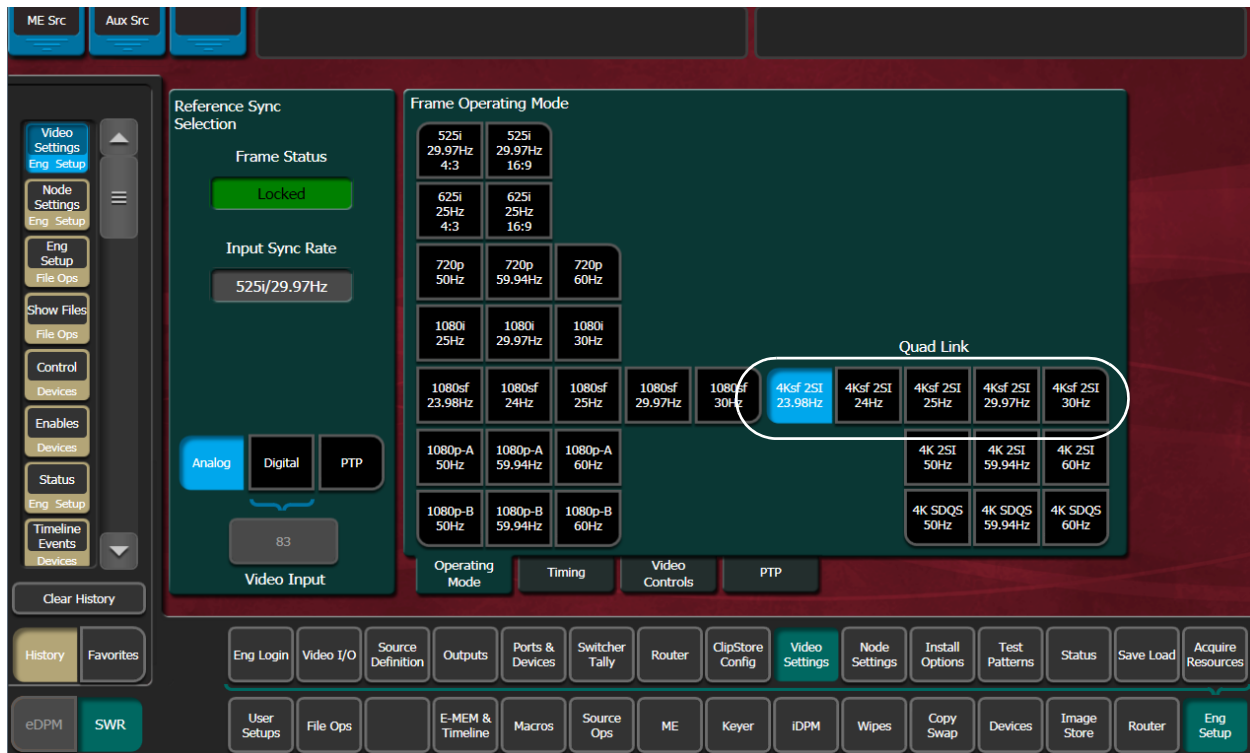 ME Src
Aux Src
Video
Settings
Eng Setup
Node
Settings
Eng Setup
Eng
Setup
File Ops
Show Files
File Ops
Control
Devices
Enables
Devices
Status
Eng Setup
Timeline
Events
Devices
Clear History
History
Favorites
eDPM
SWR
Reference Sync
Selection
Frame Status
Locked
Input Sync Rate
525i/29.97Hz
Analog
Digital
PTP
83
Video Input
Frame Operating Mode
525i
29.97Hz
4:3
525i
29.97Hz
16:9
625i
25Hz
4:3
625i
25Hz
16:9
720p
50Hz
720p
59.94Hz
720p
60Hz
1080i
25Hz
1080i
29.97Hz
1080i
30Hz
Quad Link
1080sf
23.98Hz
1080sf
24Hz
1080sf
25Hz
1080sf
29.97Hz
1080sf
30Hz
4Ksf 2SI
23.98Hz
4Ksf 2SI
24Hz
4Ksf 2SI
25Hz
4Ksf 2SI
29.97Hz
4Ksf 2SI
30Hz
1080p-A
50Hz
1080p-A
59.94Hz
1080p-A
60Hz
4K 2SI
50Hz
4K 2SI
59.94Hz
4K 2SI
60Hz
1080p-B
50Hz
1080p-B
59.94Hz
1080p-B
60Hz
4K SDQS
50Hz
4K SDQS
59.94Hz
4K SDQS
60Hz
Operating
Mode
Timing
Video
Controls
PTP
Eng Login
Video I/O
Source
Definition
Outputs
Ports &
Devices
Switcher
Tally
Router
ClipStore
Config
Video
Settings
Node
Settings
Install
Options
Test
Patterns
Status
Save Load
Acquire
Resources
User
Setups
File Ops
E-MEM &
Timeline
Macros
Source
Ops
ME
Keyer
iDPM
Wipes
Copy
Swap
Devices
Image
Store
Router
Eng
Setup